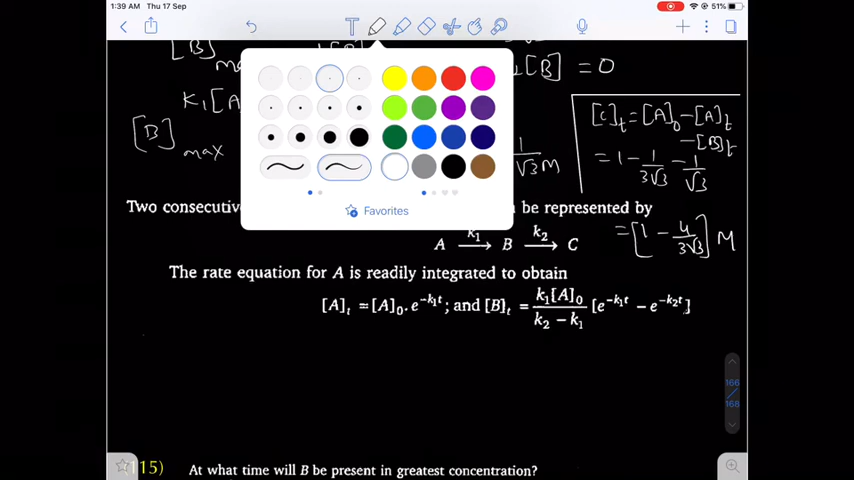 1:39 AM Thu 17 Sep 51%
T
[B] [B] = 0
K₁[A
[B]max
1/√3 M
[C]t = [A]₀ - [A]t - [B]t
= 1 - 1/3√3 - 1/√3
= [1 - 4/3√3] M
Favorites
Two consecutive be represented by
A k₁→ B k₂→ C
The rate equation for A is readily integrated to obtain
[A]t = [A]₀. e^-k₁t; and [B]t = k₁[A]₀/k₂ - k₁ [e^-k₁t - e^-k₂t]
166
168
115) At what time will B be present in greatest concentration?